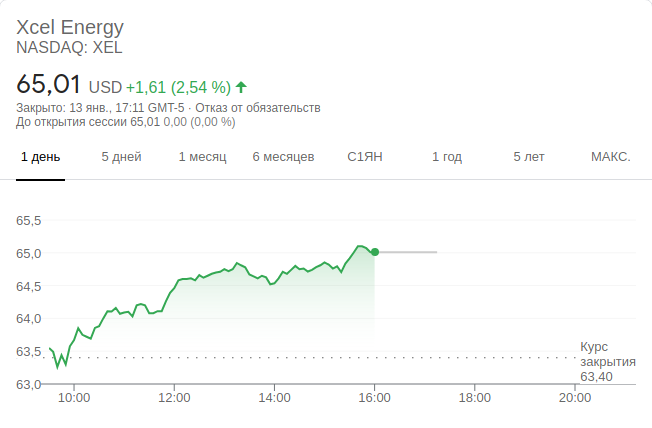 Xcel Energy
NASDAQ: XEL
65,01 USD +1,61 (2,54 %)
Закрыто: 13 янв., 17:11 GMT-5 · Отказ от обязательств
До открытия сессии 65,01 0,00 (0,00 %)
1 день 5 дней 1 месяц 6 месяцев С1ЯН 1 год 5 лет МАКС.
65,5
65,0
64,5
64,0
63,5
63,0
Курс
закрытия
63,40
10:00 12:00 14:00 16:00 18:00 20:00